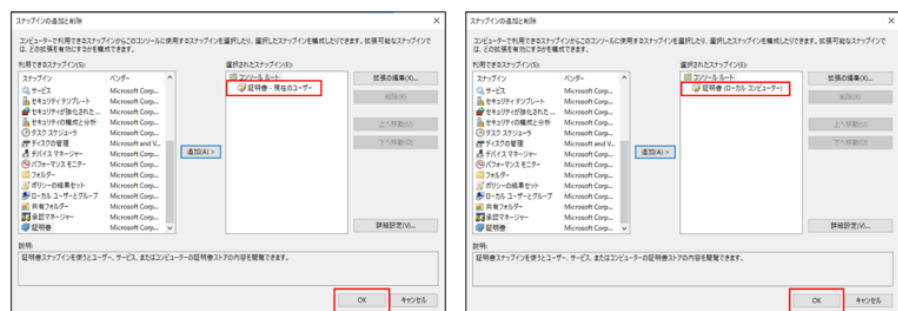 スナップインの追加と削除
コンピューターで利用できるスナップインからこのコンソールに使用するスナップインを選択したり、選択したスナップインを構成したりできます。拡張可能なスナップインでは、どの拡張を有効にするかを構成できます。
利用できるスナップイン(S):
スナップイン ベンダー
サービス Microsoft Corp...
セキュリティ テンプレート Microsoft Corp...
セキュリティが強化された... Microsoft Corp...
セキュリティの構成と分析 Microsoft Corp...
タスク スケジューラ Microsoft Corp...
ディスクの管理 Microsoft and V...
デバイス マネージャー Microsoft Corp...
パフォーマンス モニター Microsoft Corp...
フォルダー Microsoft Corp...
ポリシーの結果セット Microsoft Corp...
ローカル ユーザーとグループ Microsoft Corp...
共有フォルダー Microsoft Corp...
承認マネージャー Microsoft Corp...
証明書 Microsoft Corp...
追加(A) >
選択されたスナップイン(E):
コンソール ルート
証明書 - 現在のユーザー
拡張の編集(X)...
削除(R)
上へ移動(U)
下へ移動(D)
詳細設定(V)...
説明:
証明書スナップインを使うとユーザー、サービス、またはコンピューターの証明書ストアの内容を閲覧できます。
OK キャンセル
スナップインの追加と削除
コンピューターで利用できるスナップインからこのコンソールに使用するスナップインを選択したり、選択したスナップインを構成したりできます。拡張可能なスナップインでは、どの拡張を有効にするかを構成できます。
利用できるスナップイン(S):
スナップイン ベンダー
サービス Microsoft Corp...
セキュリティ テンプレート Microsoft Corp...
セキュリティが強化された... Microsoft Corp...
セキュリティの構成と分析 Microsoft Corp...
タスク スケジューラ Microsoft Corp...
ディスクの管理 Microsoft and V...
デバイス マネージャー Microsoft Corp...
パフォーマンス モニター Microsoft Corp...
フォルダー Microsoft Corp...
ポリシーの結果セット Microsoft Corp...
ローカル ユーザーとグループ Microsoft Corp...
共有フォルダー Microsoft Corp...
承認マネージャー Microsoft Corp...
証明書 Microsoft Corp...
追加(A) >
選択されたスナップイン(E):
コンソール ルート
証明書 (ローカル コンピューター)
拡張の編集(X)...
削除(R)
上へ移動(U)
下へ移動(D)
詳細設定(V)...
説明:
証明書スナップインを使うとユーザー、サービス、またはコンピューターの証明書ストアの内容を閲覧できます。
OK キャンセル